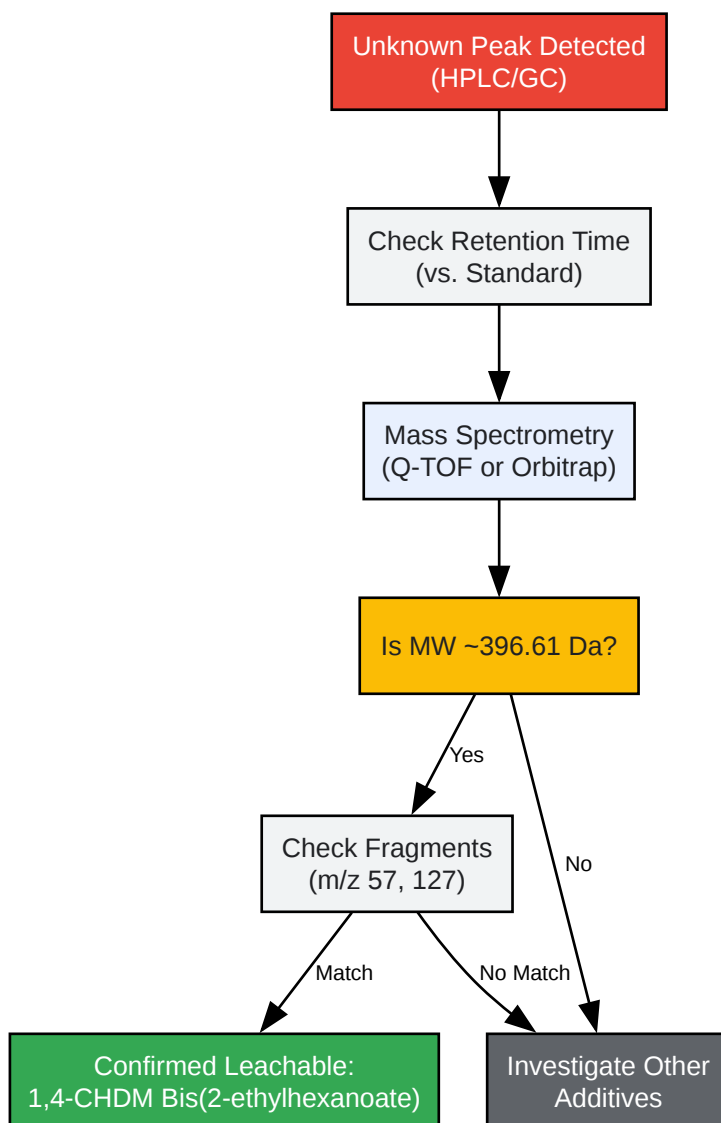 Unknown Peak Detected
(HPLC/GC)
Check Retention Time
(vs. Standard)
Mass Spectrometry
(Q-TOF or Orbitrap)
Is MW ~396.61 Da?
Yes
No
Check Fragments
(m/z 57, 127)
Match
No Match
Confirmed Leachable:
1,4-CHDM Bis(2-ethylhexanoate)
Investigate Other
Additives